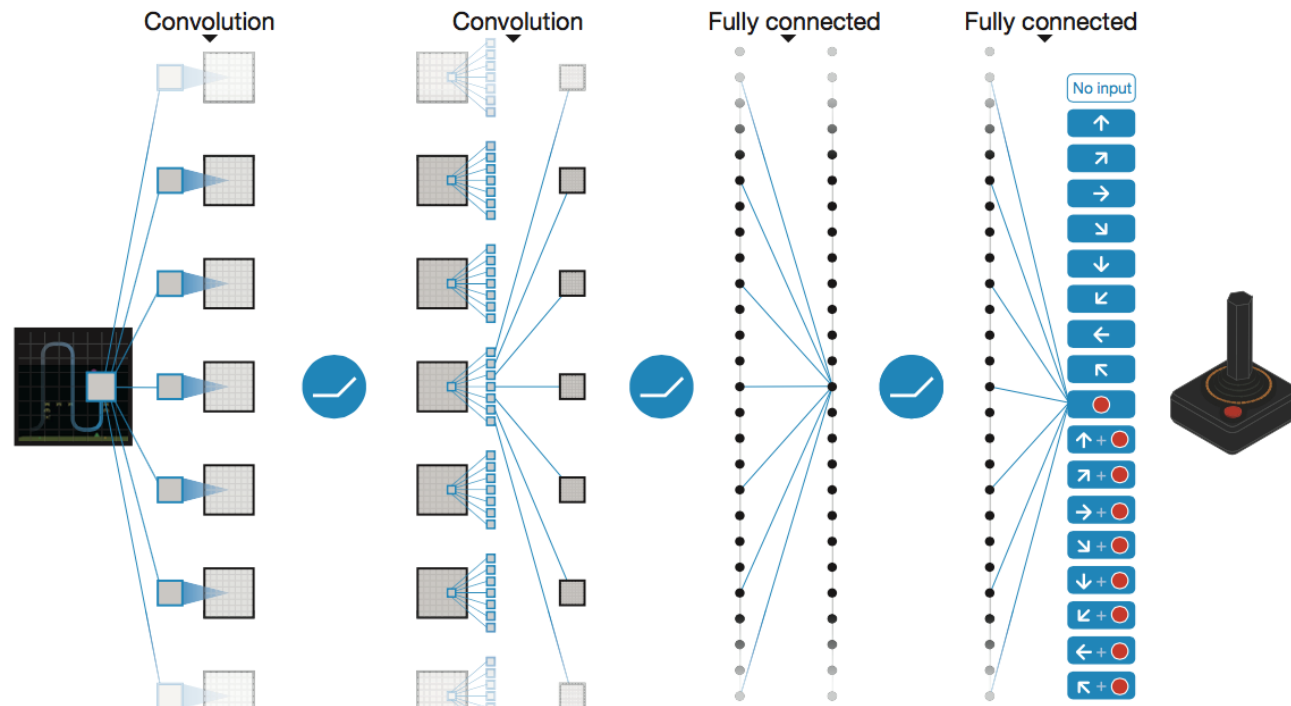 Convolution
Convolution
Fully connected
Fully connected
No input
+
+
+
+
+
+
+
+